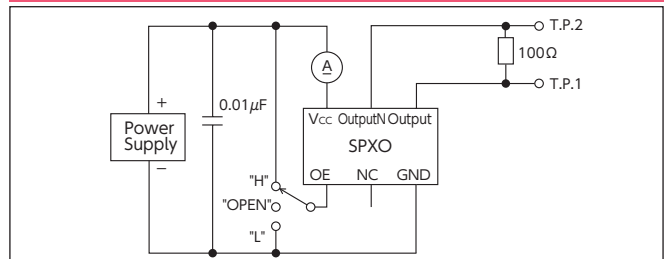 T.P.2
100Ω
A
T.P.1
0.01μF
+
Power
Supply
−
Vcc OutputN Output
SPXO
OE NC GND
"H"
"OPEN"
"L"